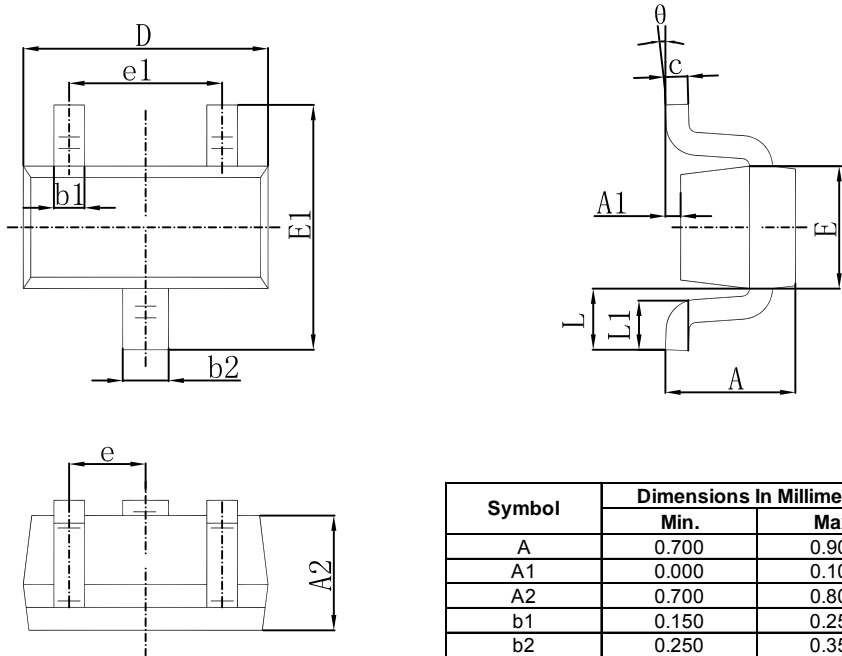 D
e1
b1
E1
b2
θ
c
A1
E
L
L1
A
e
A2
Symbol Dimensions In Millime
Min. Ma
A 0.700 0.90
A1 0.000 0.10
A2 0.700 0.80
b1 0.150 0.25
b2 0.250 0.35